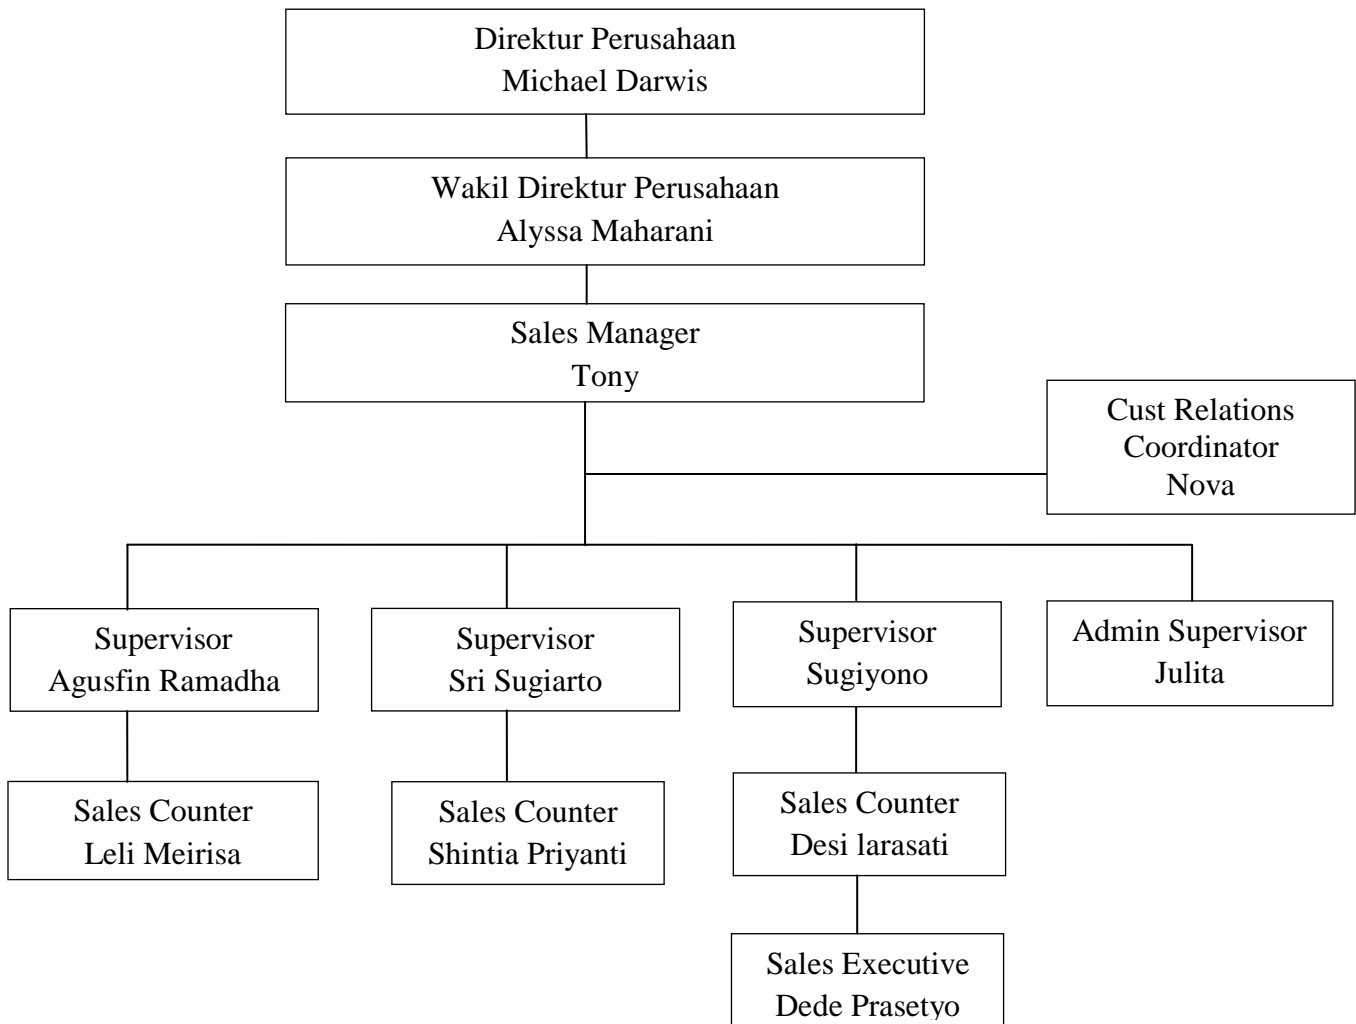 Direktur Perusahaan
Michael Darwis
Wakil Direktur Perusahaan
Alyssa Maharani
Sales Manager
Tony
Cust Relations
Coordinator
Nova
Supervisor
Agusfin Ramadha
Supervisor
Sri Sugiarto
Supervisor
Sugiyono
Admin Supervisor
Julita
Sales Counter
Leli Meirisa
Sales Counter
Shintia Priyanti
Sales Counter
Desi larasati
Sales Executive
Dede Prasetyo